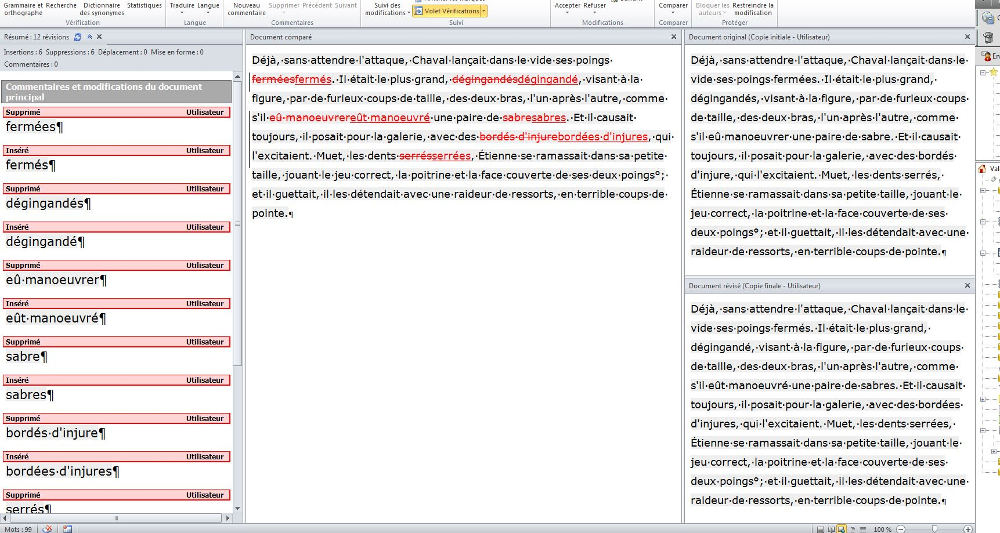 Grammaire et orthographe
Recherche
Dictionnaire des synonymes
Statistiques
Vérification
Traduire
Langue
Langue
Nouveau commentaire
Supprimer
Précédent
Suivant
Commentaires
Suivi des modifications
Volet Vérifications
Suivi
Accepter
Refuser
Modifications
Comparer
Comparer
Bloquer les auteurs
Restreindre la modification
Protéger
Résumé : 12 révisions
Insertions : 6 Suppressions : 6 Déplacement : 0 Mise en forme : 0
Commentaires : 0
Commentaires et modifications du document
principal
Supprimé Utilisateur
fermées¶
Inséré Utilisateur
fermés¶
Supprimé Utilisateur
dégingandés¶
Inséré Utilisateur
dégingandé¶
Supprimé Utilisateur
eû·manoeuvrer¶
Inséré Utilisateur
eût·manoeuvré¶
Supprimé Utilisateur
sabre¶
Inséré Utilisateur
sabres¶
Supprimé Utilisateur
bordés·d'injure¶
Inséré Utilisateur
bordées·d'injures¶
Supprimé Utilisateur
serrés¶
Mots : 99
Document comparé
Déjà,·sans·attendre·l'attaque,·Chaval·lançait·dans·le·vide·ses·poings·
ferméesfermés.·Il·était·le·plus·grand,·dégingandésdégingandé,·visant·à·la·
figure,·par·de·furieux·coups·de·taille,·des·deux·bras,·l'un·après·l'autre,·comme·
s'il·eû·manoeuvrereût·manoeuvré·une·paire·de·sabresabres.·Et·il·causait·
toujours,·il·posait·pour·la·galerie,·avec·des·bordés·d'injurebordées·d'injures,·qui·
l'excitaient.·Muet,·les·dents·serrésserrées,·Étienne·se·ramassait·dans·sa·petite·
taille,·jouant·le·jeu·correct,·la·poitrine·et·la·face·couverte·de·ses·deux·poings°;·
et·il·guettait,·il·les·détendait·avec·une·raideur·de·ressorts,·en·terrible·coups·de·
pointe.¶
Document original (Copie initiale - Utilisateur)
Déjà,·sans·attendre·l'attaque,·Chaval·lançait·dans·le·
vide·ses·poings·fermées.·Il·était·le·plus·grand,·
dégingandés,·visant·à·la·figure,·par·de·furieux·coups·
de·taille,·des·deux·bras,·l'un·après·l'autre,·comme·
s'il·eû·manoeuvrer·une·paire·de·sabre.·Et·il·causait·
toujours,·il·posait·pour·la·galerie,·avec·des·bordés·
d'injure,·qui·l'excitaient.·Muet,·les·dents·serrés,·
Étienne·se·ramassait·dans·sa·petite·taille,·jouant·le·
jeu·correct,·la·poitrine·et·la·face·couverte·de·ses·
deux·poings°;·et·il·guettait,·il·les·détendait·avec·une·
raideur·de·ressorts,·en·terrible·coups·de·pointe.¶
Document révisé (Copie finale - Utilisateur)
Déjà,·sans·attendre·l'attaque,·Chaval·lançait·dans·le·
vide·ses·poings·fermés.·Il·était·le·plus·grand,·
dégingandé,·visant·à·la·figure,·par·de·furieux·coups·
de·taille,·des·deux·bras,·l'un·après·l'autre,·comme·
s'il·eût·manoeuvré·une·paire·de·sabres.·Et·il·causait·
toujours,·il·posait·pour·la·galerie,·avec·des·bordées·
d'injures,·qui·l'excitaient.·Muet,·les·dents·serrées,·
Étienne·se·ramassait·dans·sa·petite·taille,·jouant·le·
jeu·correct,·la·poitrine·et·la·face·couverte·de·ses·
deux·poings°;·et·il·guettait,·il·les·détendait·avec·une·
raideur·de·ressorts,·en·terrible·coups·de·pointe.¶
100 %
En
Val